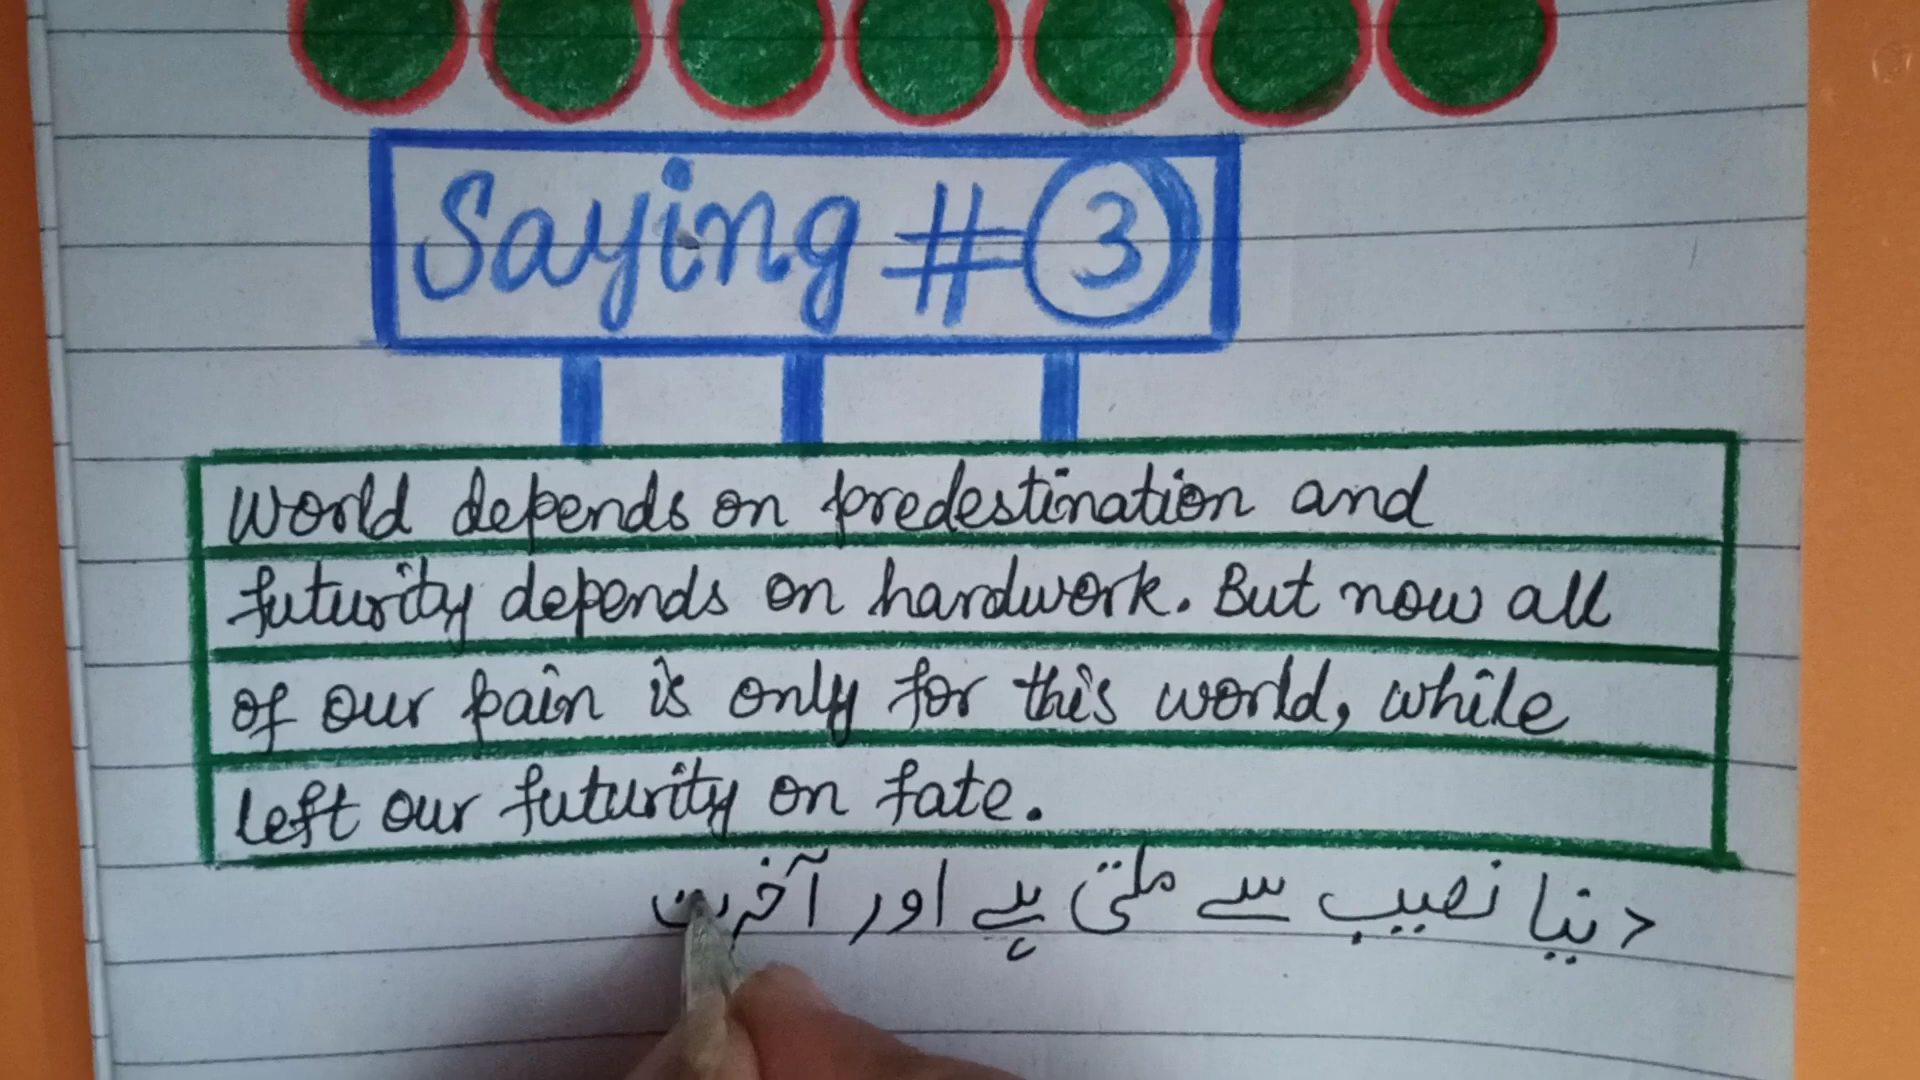 Saying # 3
World depends on predestination and
futurity depends on hardwork. But now all
of our pain is only for this world, while
left our futurity on fate.
دنیا نصیب سے ملتی ہے اور آخرت